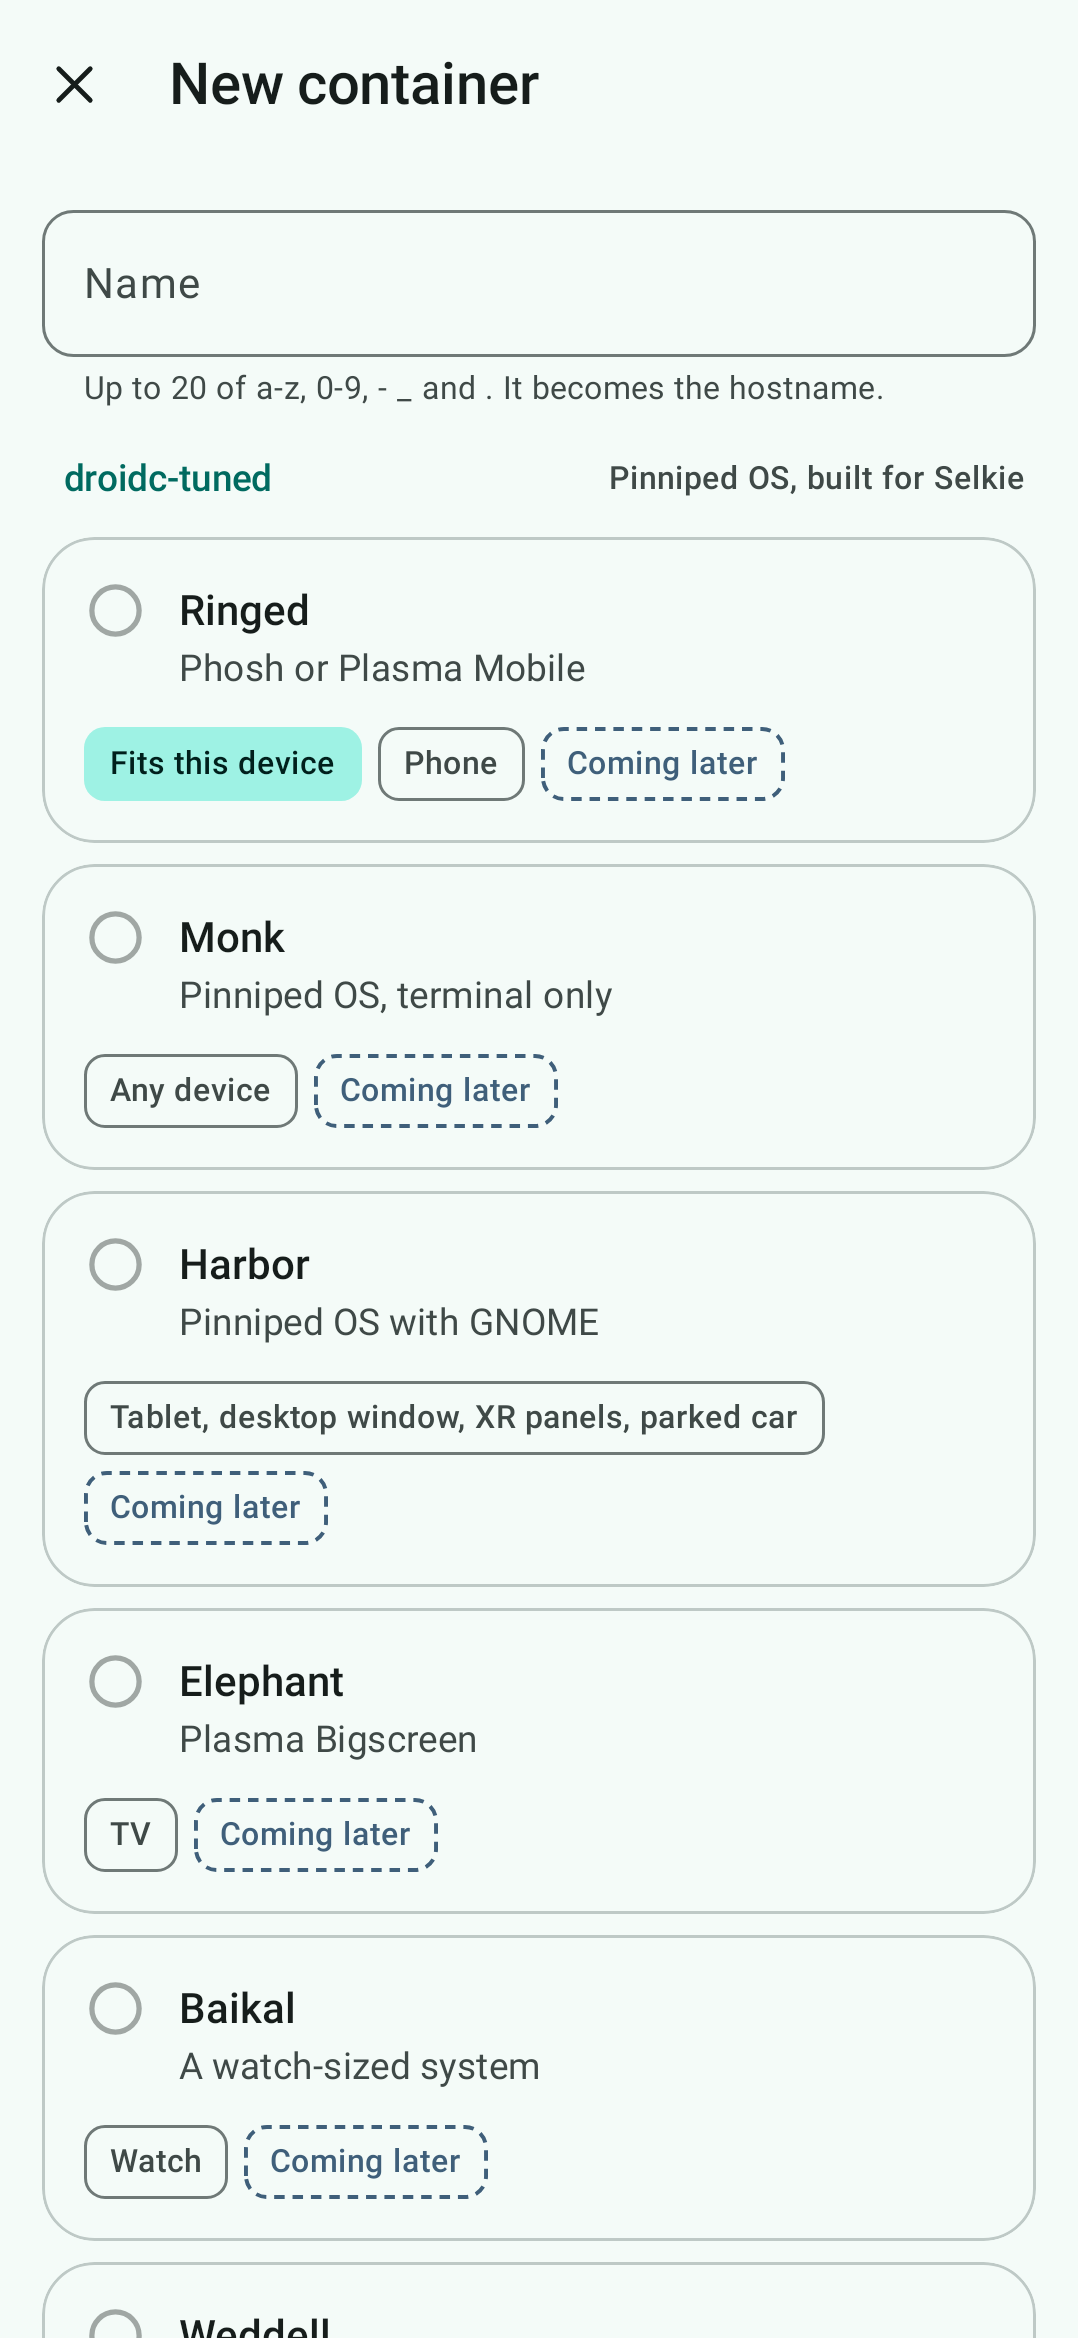 New container
Name
Up to 20 of a-z, 0-9, - _ and . It becomes the hostname.
droidc-tuned
Pinniped OS, built for Selkie
Ringed
Phosh or Plasma Mobile
Fits this device
Phone
Coming later
Monk
Pinniped OS, terminal only
Any device
Coming later
Harbor
Pinniped OS with GNOME
Tablet, desktop window, XR panels, parked car
Coming later
Elephant
Plasma Bigscreen
TV
Coming later
Baikal
A watch-sized system
Watch
Coming later
Weddell